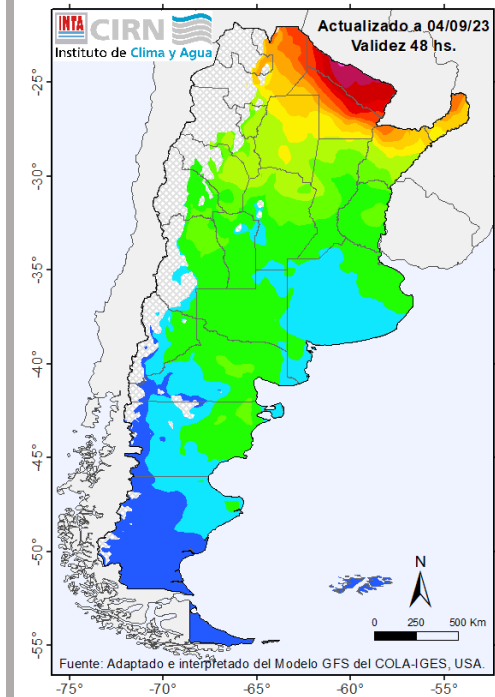 INTA CIRN
Instituto de Clima y Agua
Actualizado a 04/09/23
Validez 48 hs.
-25°
-30°
-35°
-40°
-45°
-50°
-55°
N
0 250 500 Km
Fuente: Adaptado e interpretado del Modelo GFS del COLA-IGES, USA.
-75° -70° -65° -60° -55°